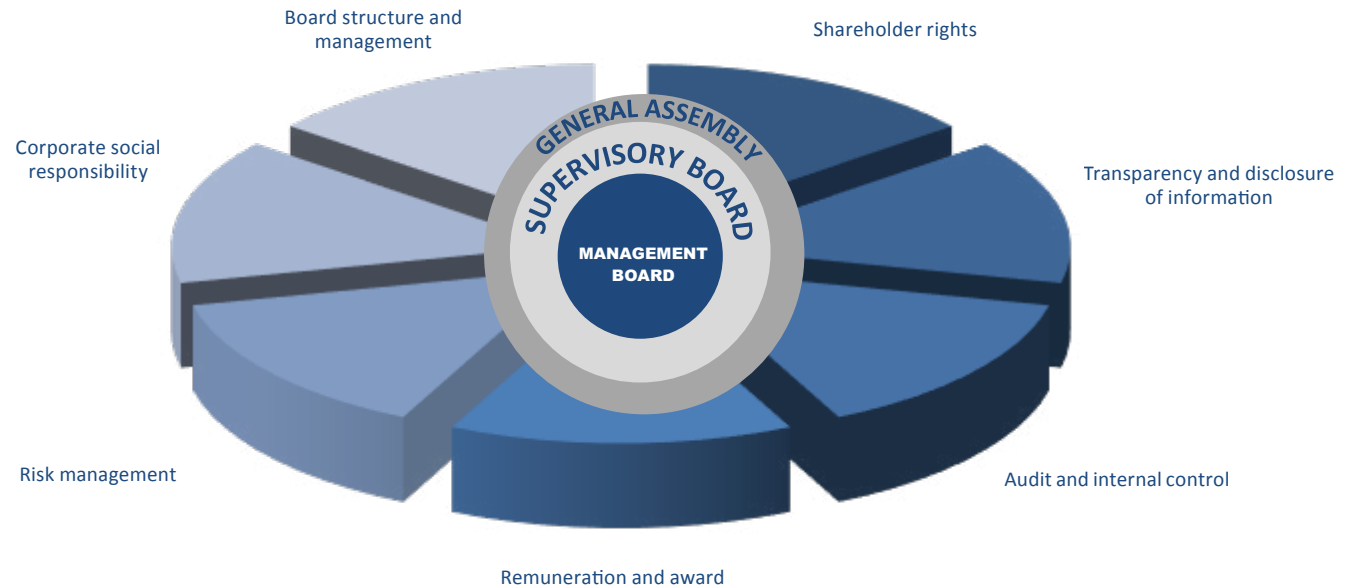 Board structure and
management
Shareholder rights
Corporate social
responsibility
Transparency and disclosure
of information
GENERAL ASSEMBLY
SUPERVISORY BOARD
MANAGEMENT
BOARD
Risk management
Audit and internal control
Remuneration and award